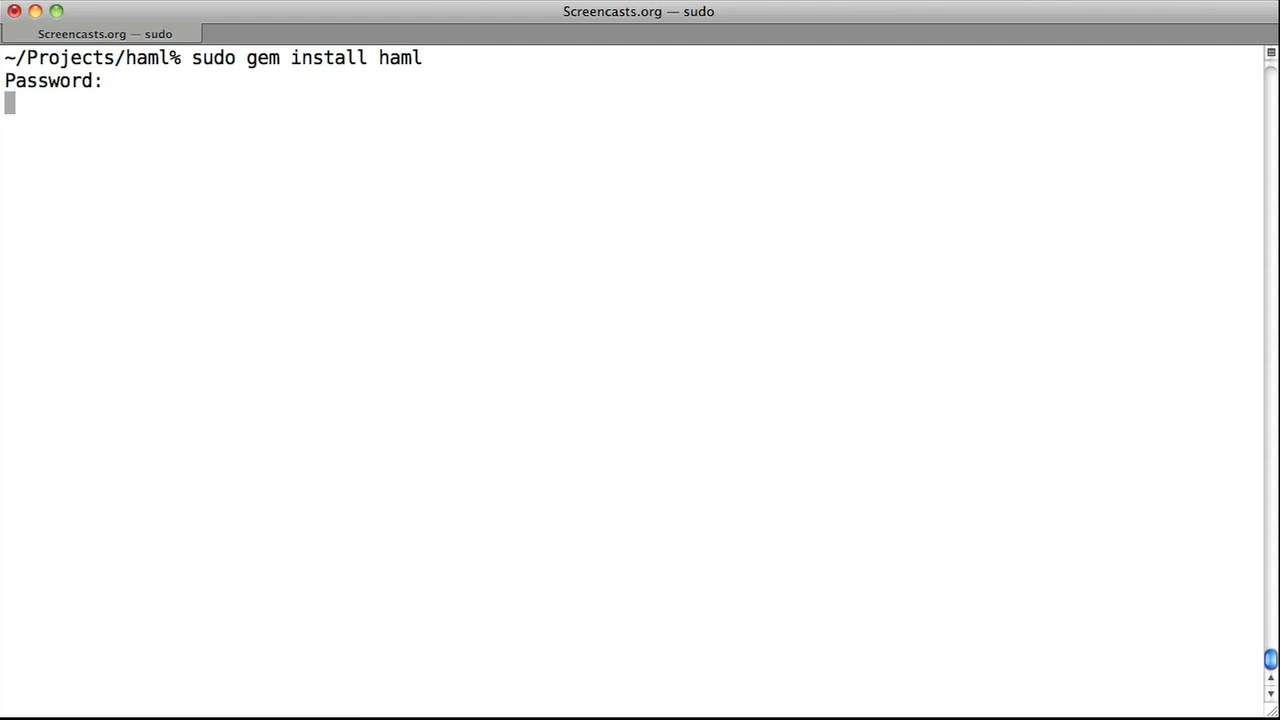 Screencasts.org — sudo
Screencasts.org — sudo
~/Projects/haml% sudo gem install haml
Password: